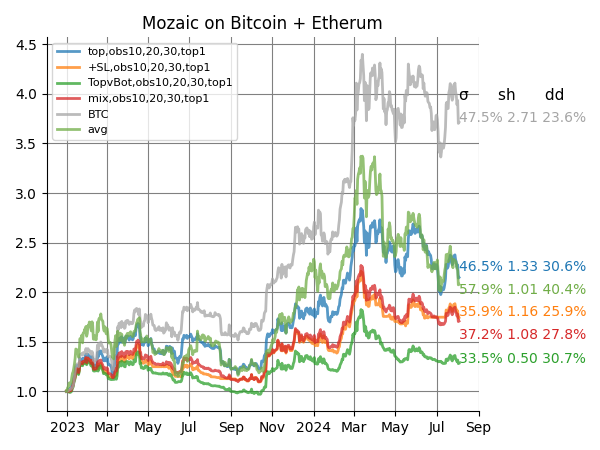 Mozaic on Bitcoin + Etherum
4.5
4.0
3.5
3.0
2.5
2.0
1.5
1.0
top,obs10,20,30,top1
+SL,obs10,20,30,top1
TopvBot,obs10,20,30,top1
mix,obs10,20,30,top1
BTC
avg
σ sh dd
47.5% 2.71 23.6%
46.5% 1.33 30.6%
57.9% 1.01 40.4%
35.9% 1.16 25.9%
37.2% 1.08 27.8%
33.5% 0.50 30.7%
2023 Mar May Jul Sep Nov 2024 Mar May Jul Sep